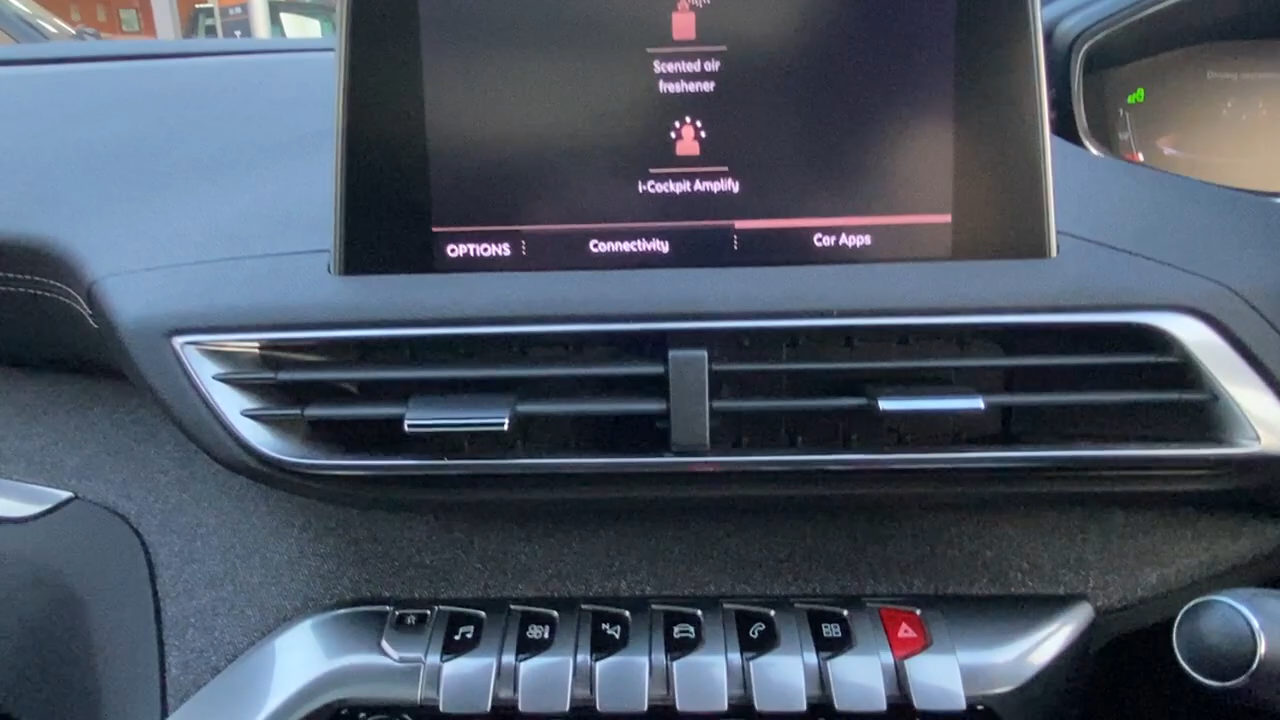 Scented air
freshener
i-Cockpit Amplify
OPTIONS
Connectivity
Car Apps
N